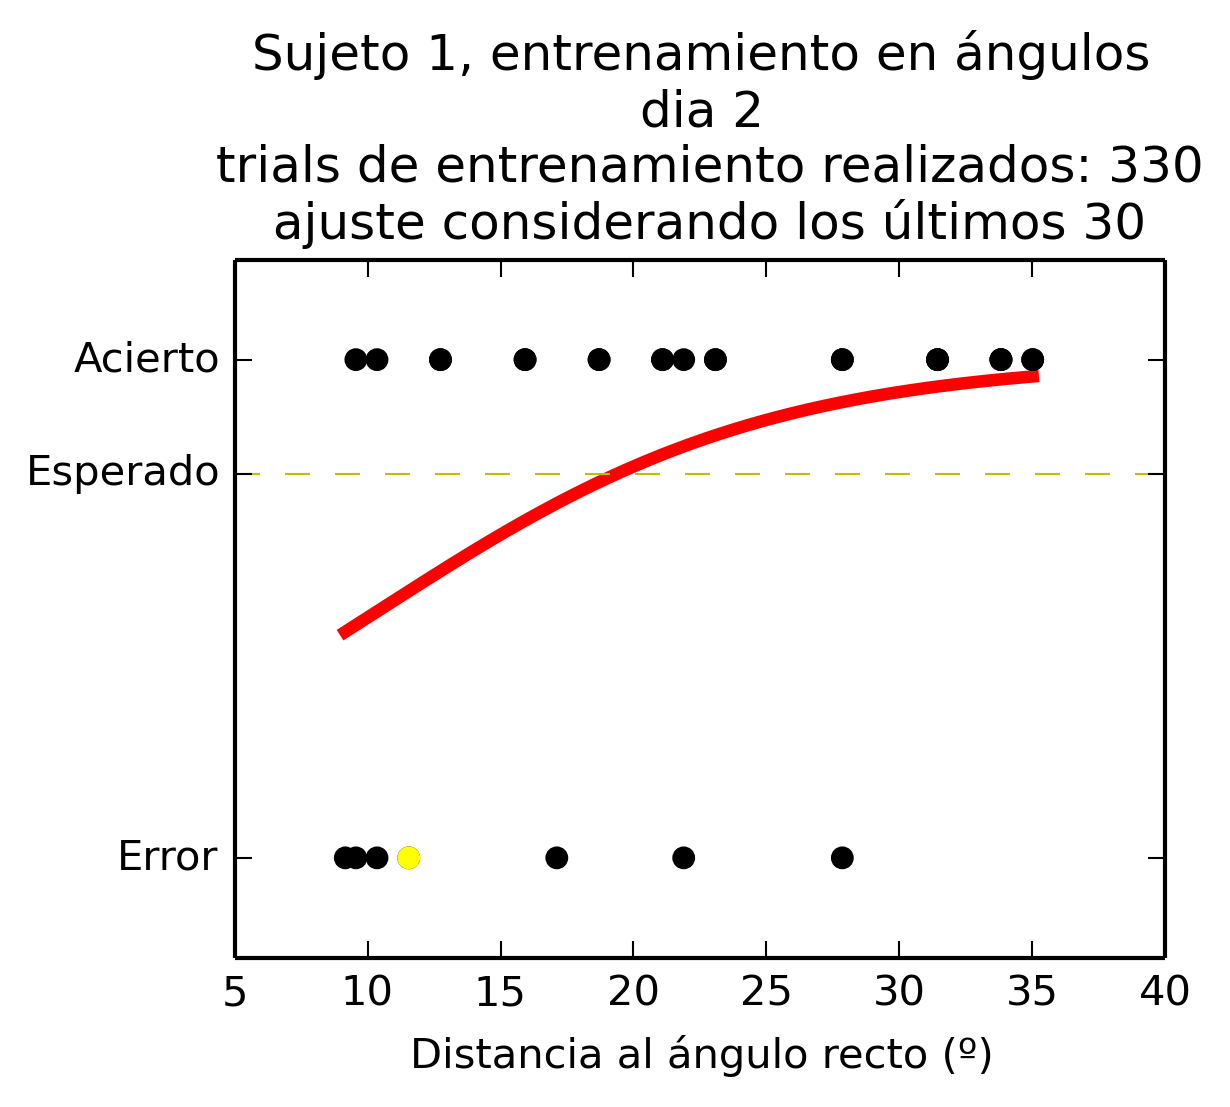 Sujeto 1, entrenamiento en ángulos
dia 2
trials de entrenamiento realizados: 330
ajuste considerando los últimos 30
Acierto
Esperado
Error
5 10 15 20 25 30 35 40
Distancia al ángulo recto (º)